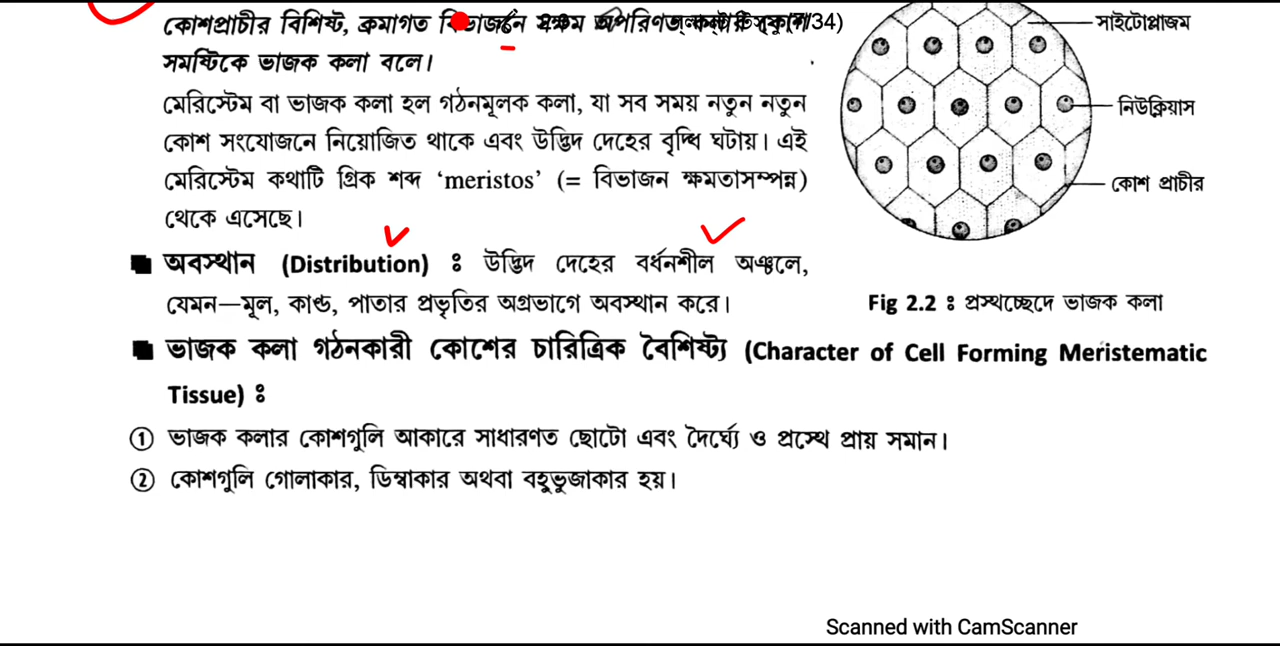 কোশপ্রাচীর বিশিষ্ট, ক্রমাগত বিভাজনে সক্ষম অপরিণত
/34)
সমষ্টিকে ভাজক কলা বলে।
মেরিস্টেম বা ভাজক কলা হল গঠনমূলক কলা, যা সব সময় নতুন নতুন
কোশ সংযোজনে নিয়োজিত থাকে এবং উদ্ভিদ দেহের বৃদ্ধি ঘটায়। এই
মেরিস্টেম কথাটি গ্রিক শব্দ ‘meristos’ (= বিভাজন ক্ষমতাসম্পন্ন)
থেকে এসেছে।
অবস্থান (Distribution) ঃ উদ্ভিদ দেহের বর্ধনশীল অঞ্চলে,
যেমন—মূল, কাণ্ড, পাতার প্রভৃতির অগ্রভাগে অবস্থান করে।
সাইটোপ্লাজম
নিউক্লিয়াস
কোশ প্রাচীর
Fig 2.2 ঃ প্রস্থচ্ছেদে ভাজক কলা
ভাজক কলা গঠনকারী কোশের চারিত্রিক বৈশিষ্ট্য (Character of Cell Forming Meristematic
Tissue) ঃ
① ভাজক কলার কোশগুলি আকারে সাধারণত ছোটো এবং দৈর্ঘ্যে ও প্রস্থে প্রায় সমান।
② কোশগুলি গোলাকার, ডিম্বাকার অথবা বহুভুজাকার হয়।
Scanned with CamScanner